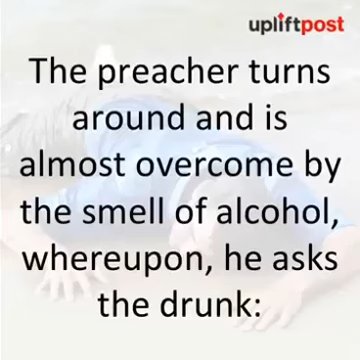 upliftpost
The preacher turns
around and is
almost overcome by
the smell of alcohol,
whereupon, he asks
the drunk: